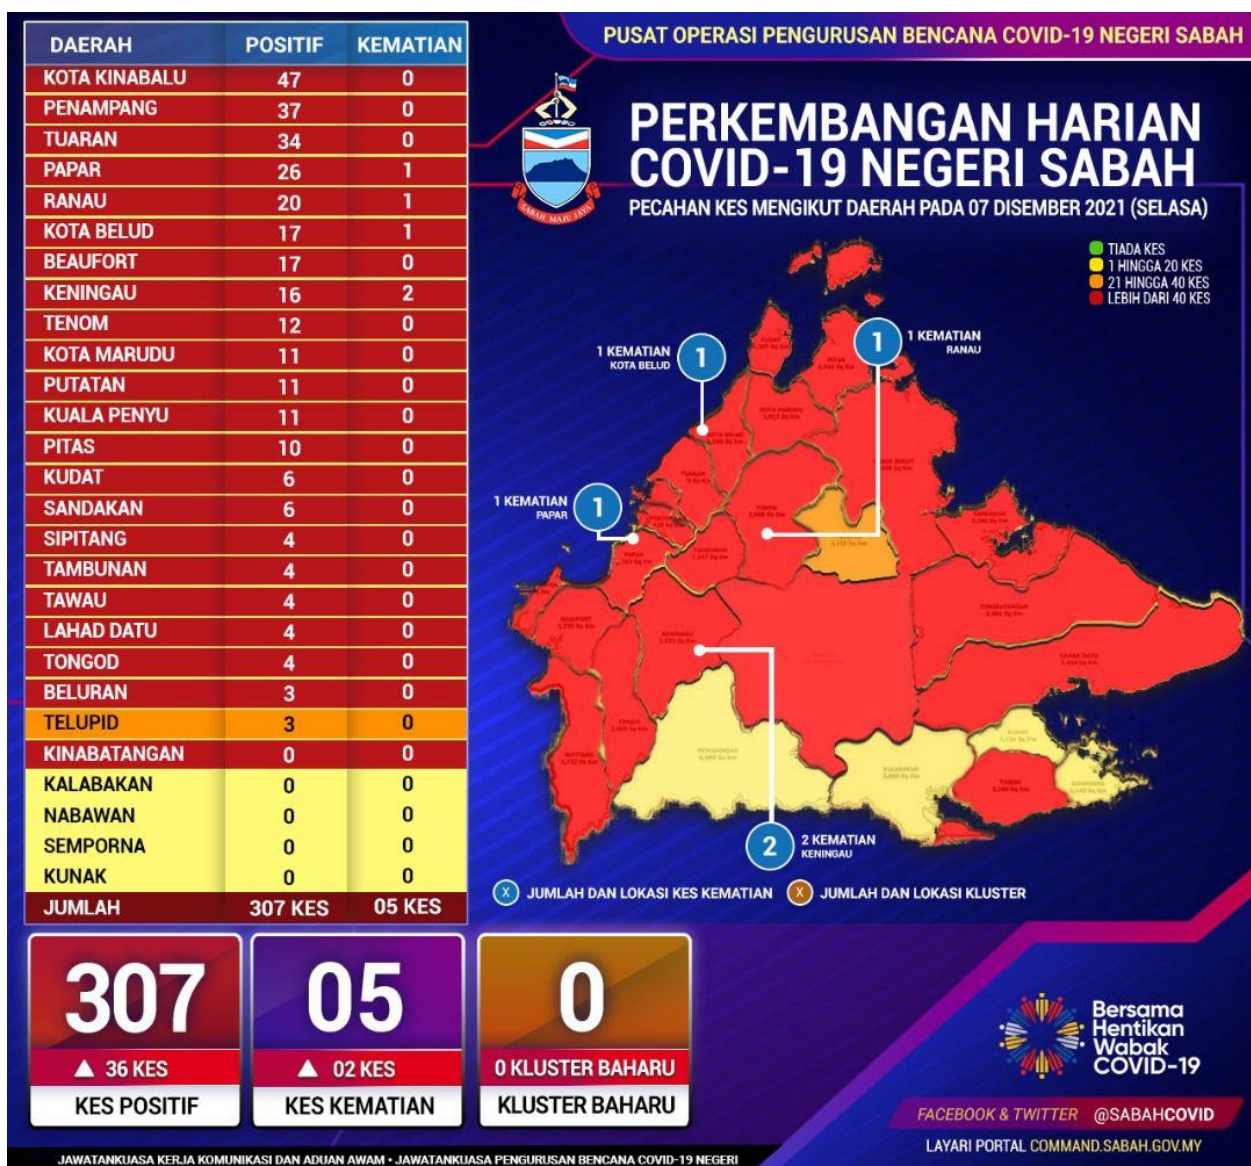 DAERAH POSITIF KEMATIAN
KOTA KINABALU 47 0
PENAMPANG 37 0
TUARAN 34 0
PAPAR 26 1
RANAU 20 1
KOTA BELUD 17 1
BEAUFORT 17 0
KENINGAU 16 2
TENOM 12 0
KOTA MARUDU 11 0
PUTATAN 11 0
KUALA PENYU 11 0
PITAS 10 0
KUDAT 6 0
SANDAKAN 6 0
SIPITANG 4 0
TAMBUNAN 4 0
TAWAU 4 0
LAHAD DATU 4 0
TONGOD 4 0
BELURAN 3 0
TELUPID 3 0
KINABATANGAN 0 0
KALABAKAN 0 0
NABAWAN 0 0
SEMPORNA 0 0
KUNAK 0 0
JUMLAH 307 KES 05 KES
PUSAT OPERASI PENGURUSAN BENCANA COVID-19 NEGERI SABAH
SABAH MAJU JAYA
PERKEMBANGAN HARIAN
COVID-19 NEGERI SABAH
PECAHAN KES MENGIKUT DAERAH PADA 07 DISEMBER 2021 (SELASA)
TIADA KES
1 HINGGA 20 KES
21 HINGGA 40 KES
LEBIH DARI 40 KES
1 KEMATIAN
KOTA BELUD
1
1
1 KEMATIAN
RANAU
1 KEMATIAN
PAPAR
1
2
2 KEMATIAN
KENINGAU
X JUMLAH DAN LOKASI KES KEMATIAN
X JUMLAH DAN LOKASI KLUSTER
307
36 KES
KES POSITIF
05
02 KES
KES KEMATIAN
0
0 KLUSTER BAHARU
KLUSTER BAHARU
Bersama
Hentikan
Wabak
COVID-19
FACEBOOK & TWITTER @SABAHCOVID
LAYARI PORTAL COMMAND.SABAH.GOV.MY
JAWATANKUASA KERJA KOMUNIKASI DAN ADUAN AWAM • JAWATANKUASA PENGURUSAN BENCANA COVID-19 NEGERI